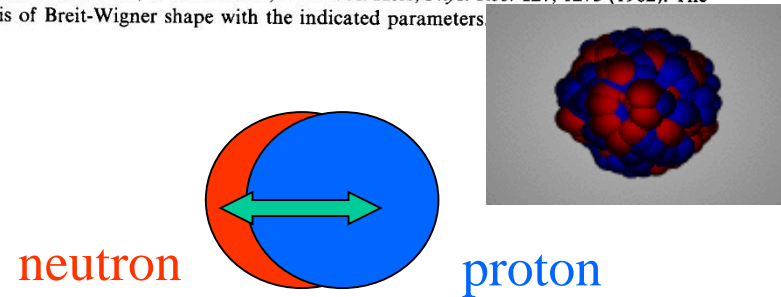 is of Breit-Wigner shape with the indicated parameters.
neutron
proton